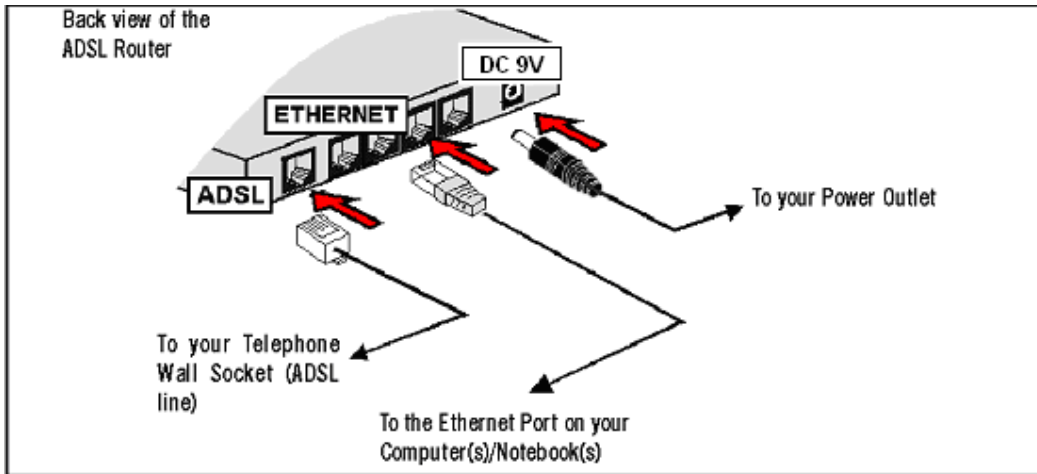 Back view of the
ADSL Router
DC 9V
ETHERNET
ADSL
To your Power Outlet
To your Telephone
Wall Socket (ADSL
line)
To the Ethernet Port on your
Computer(s)/Notebook(s)